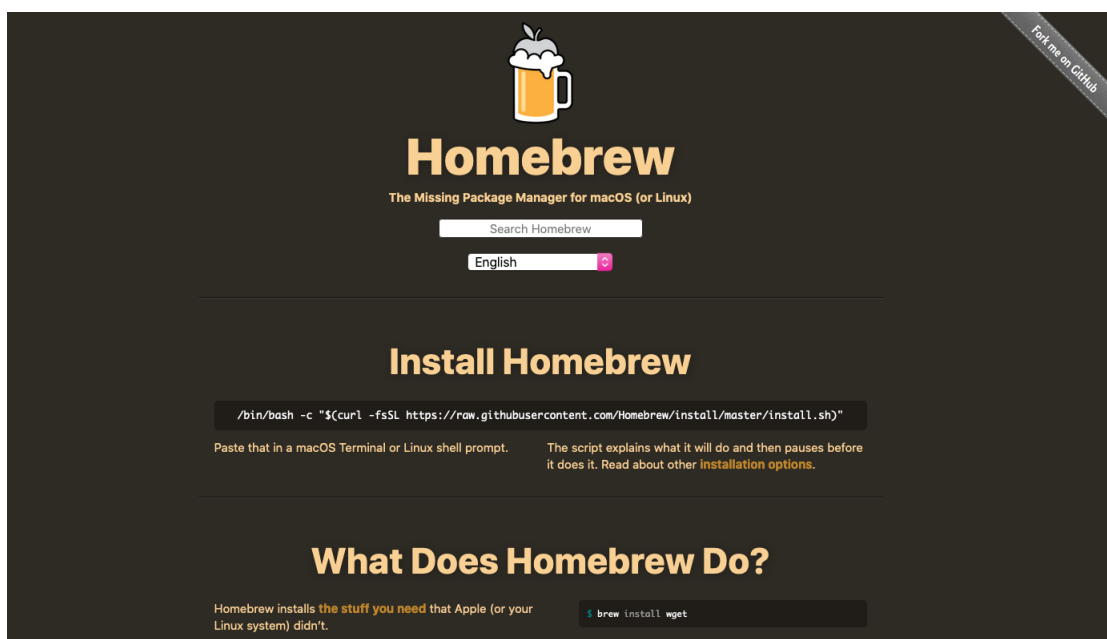 Fork me on GitHub
Homebrew
The Missing Package Manager for macOS (or Linux)
Search Homebrew
English
Install Homebrew
/bin/bash -c "$(curl -fsSL https://raw.githubusercontent.com/Homebrew/install/master/install.sh)"
Paste that in a macOS Terminal or Linux shell prompt.
The script explains what it will do and then pauses before
it does it. Read about other installation options.
What Does Homebrew Do?
Homebrew installs the stuff you need that Apple (or your
Linux system) didn't.
$ brew install wget